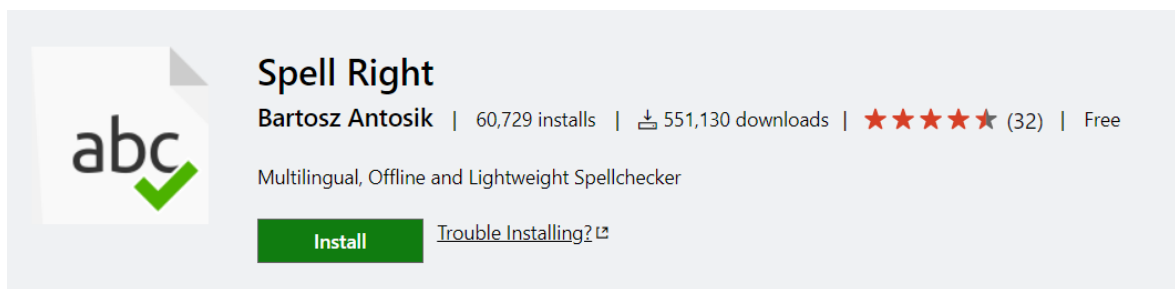 abc
Spell Right
Bartosz Antosik | 60,729 installs | 551,130 downloads | (32) | Free
Multilingual, Offline and Lightweight Spellchecker
Install Trouble Installing?